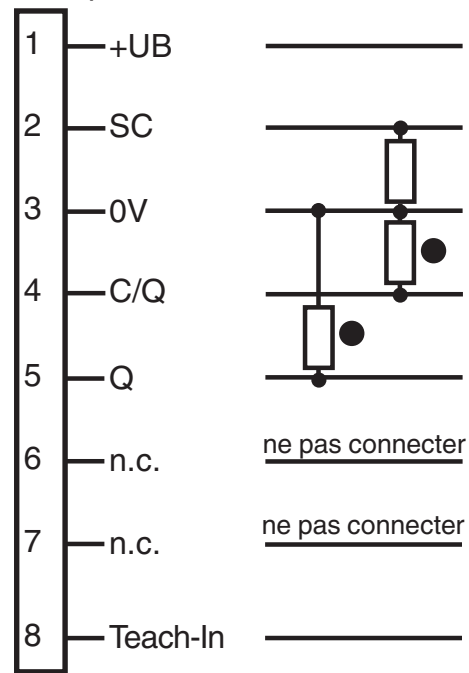 1 +UB
2 SC
3 0V
4 C/Q
5 Q
ne pas connecter
6 n.c.
ne pas connecter
7 n.c.
8 Teach-In